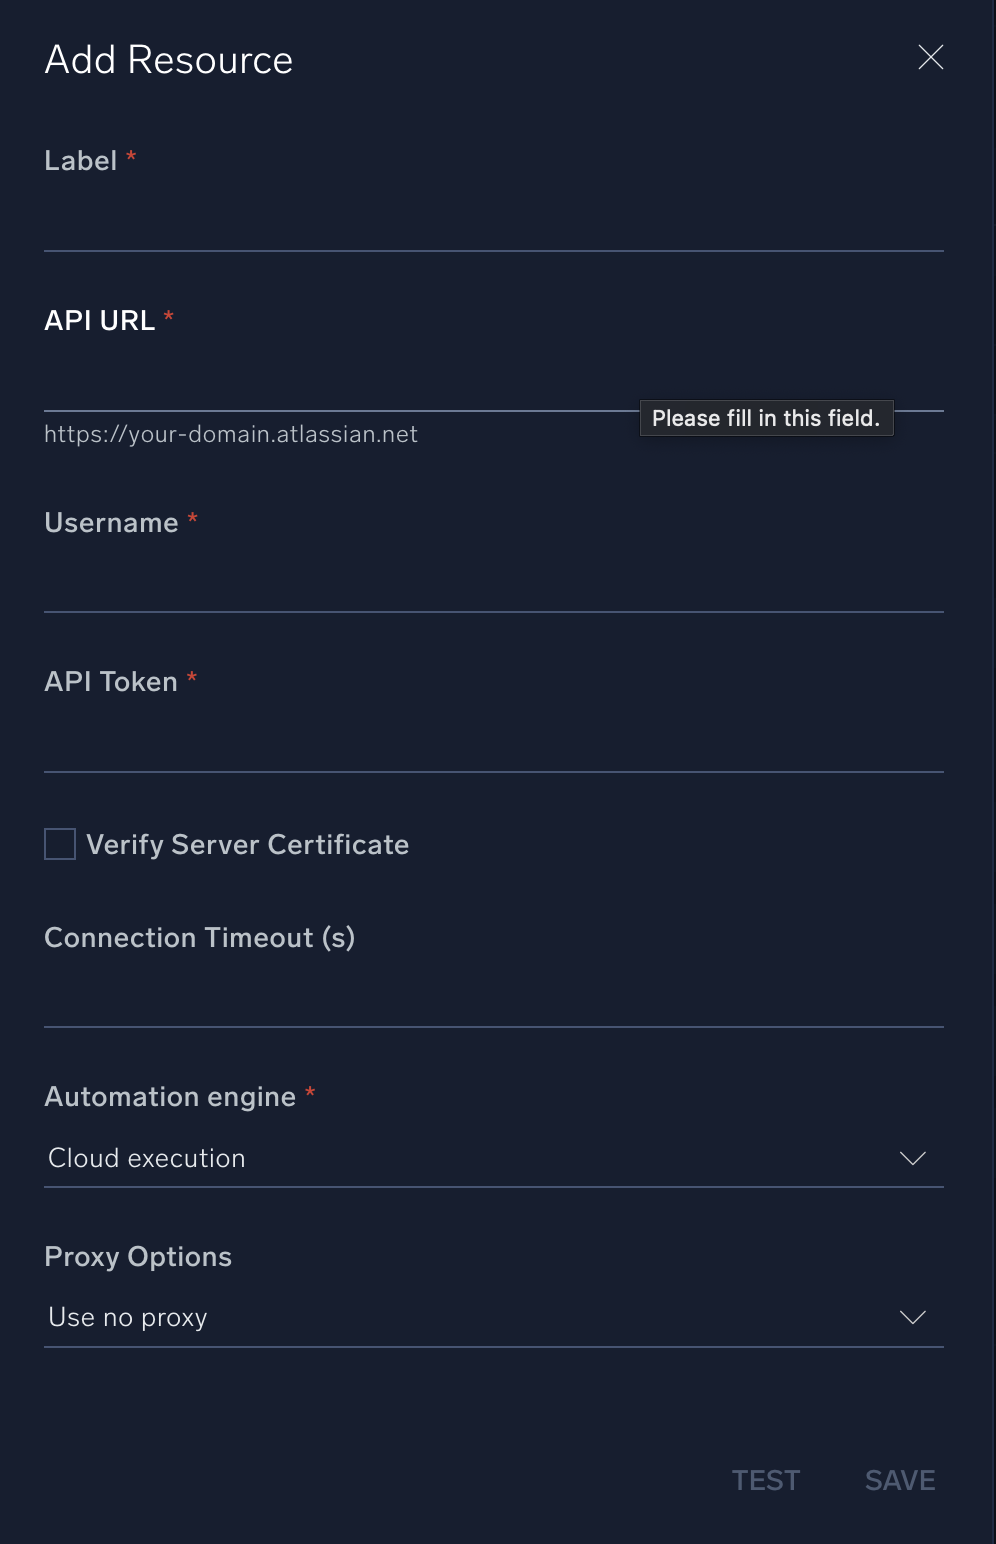 Add Resource
Label *
API URL *
Please fill in this field.
https://your-domain.atlassian.net
Username *
API Token *
Verify Server Certificate
Connection Timeout (s)
Automation engine *
Cloud execution
Proxy Options
Use no proxy
TEST SAVE